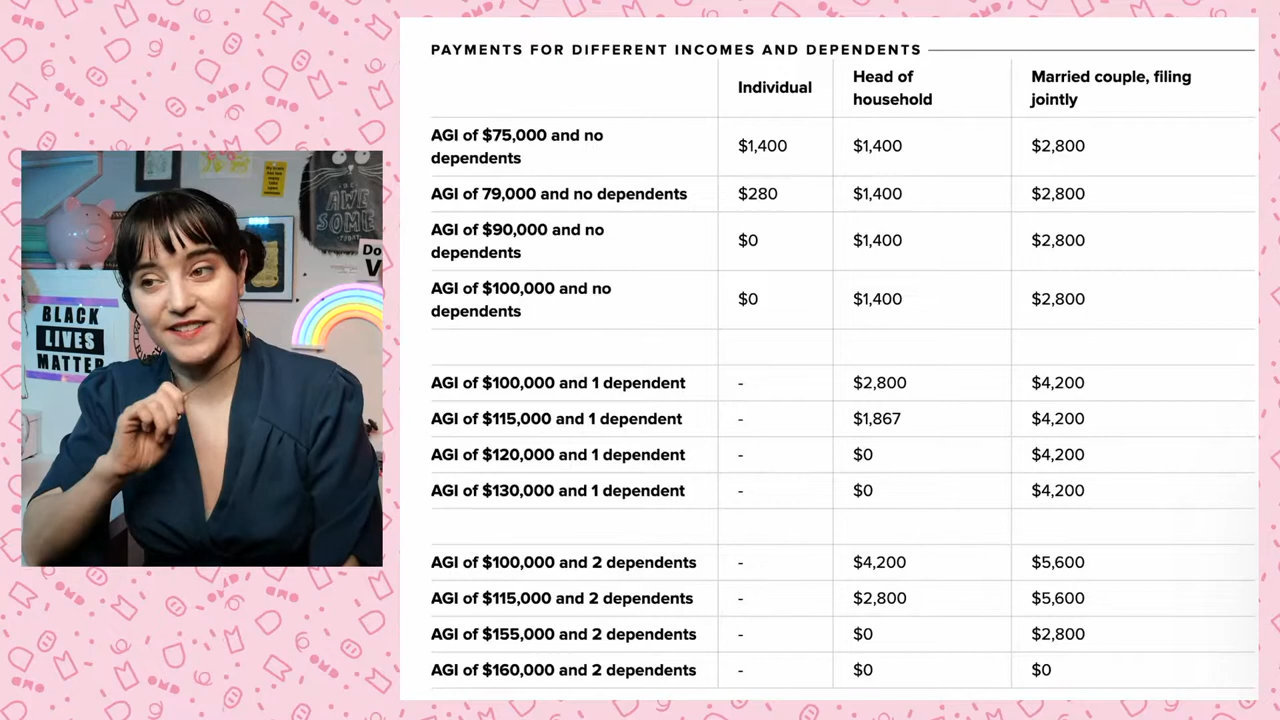 PAYMENTS FOR DIFFERENT INCOMES AND DEPENDENTS
Individual
Head of
household
Married couple, filing
jointly
AGI of $75,000 and no
dependents
$1,400
$1,400
$2,800
AGI of 79,000 and no dependents
$280
$1,400
$2,800
AGI of $90,000 and no
dependents
$0
$1,400
$2,800
AGI of $100,000 and no
dependents
$0
$1,400
$2,800
AGI of $100,000 and 1 dependent
-
$2,800
$4,200
AGI of $115,000 and 1 dependent
-
$1,867
$4,200
AGI of $120,000 and 1 dependent
-
$0
$4,200
AGI of $130,000 and 1 dependent
-
$0
$4,200
AGI of $100,000 and 2 dependents
-
$4,200
$5,600
AGI of $115,000 and 2 dependents
-
$2,800
$5,600
AGI of $155,000 and 2 dependents
-
$0
$2,800
AGI of $160,000 and 2 dependents
-
$0
$0
AWE
SOME
Do
V
BLACK
LIVES
MATTER